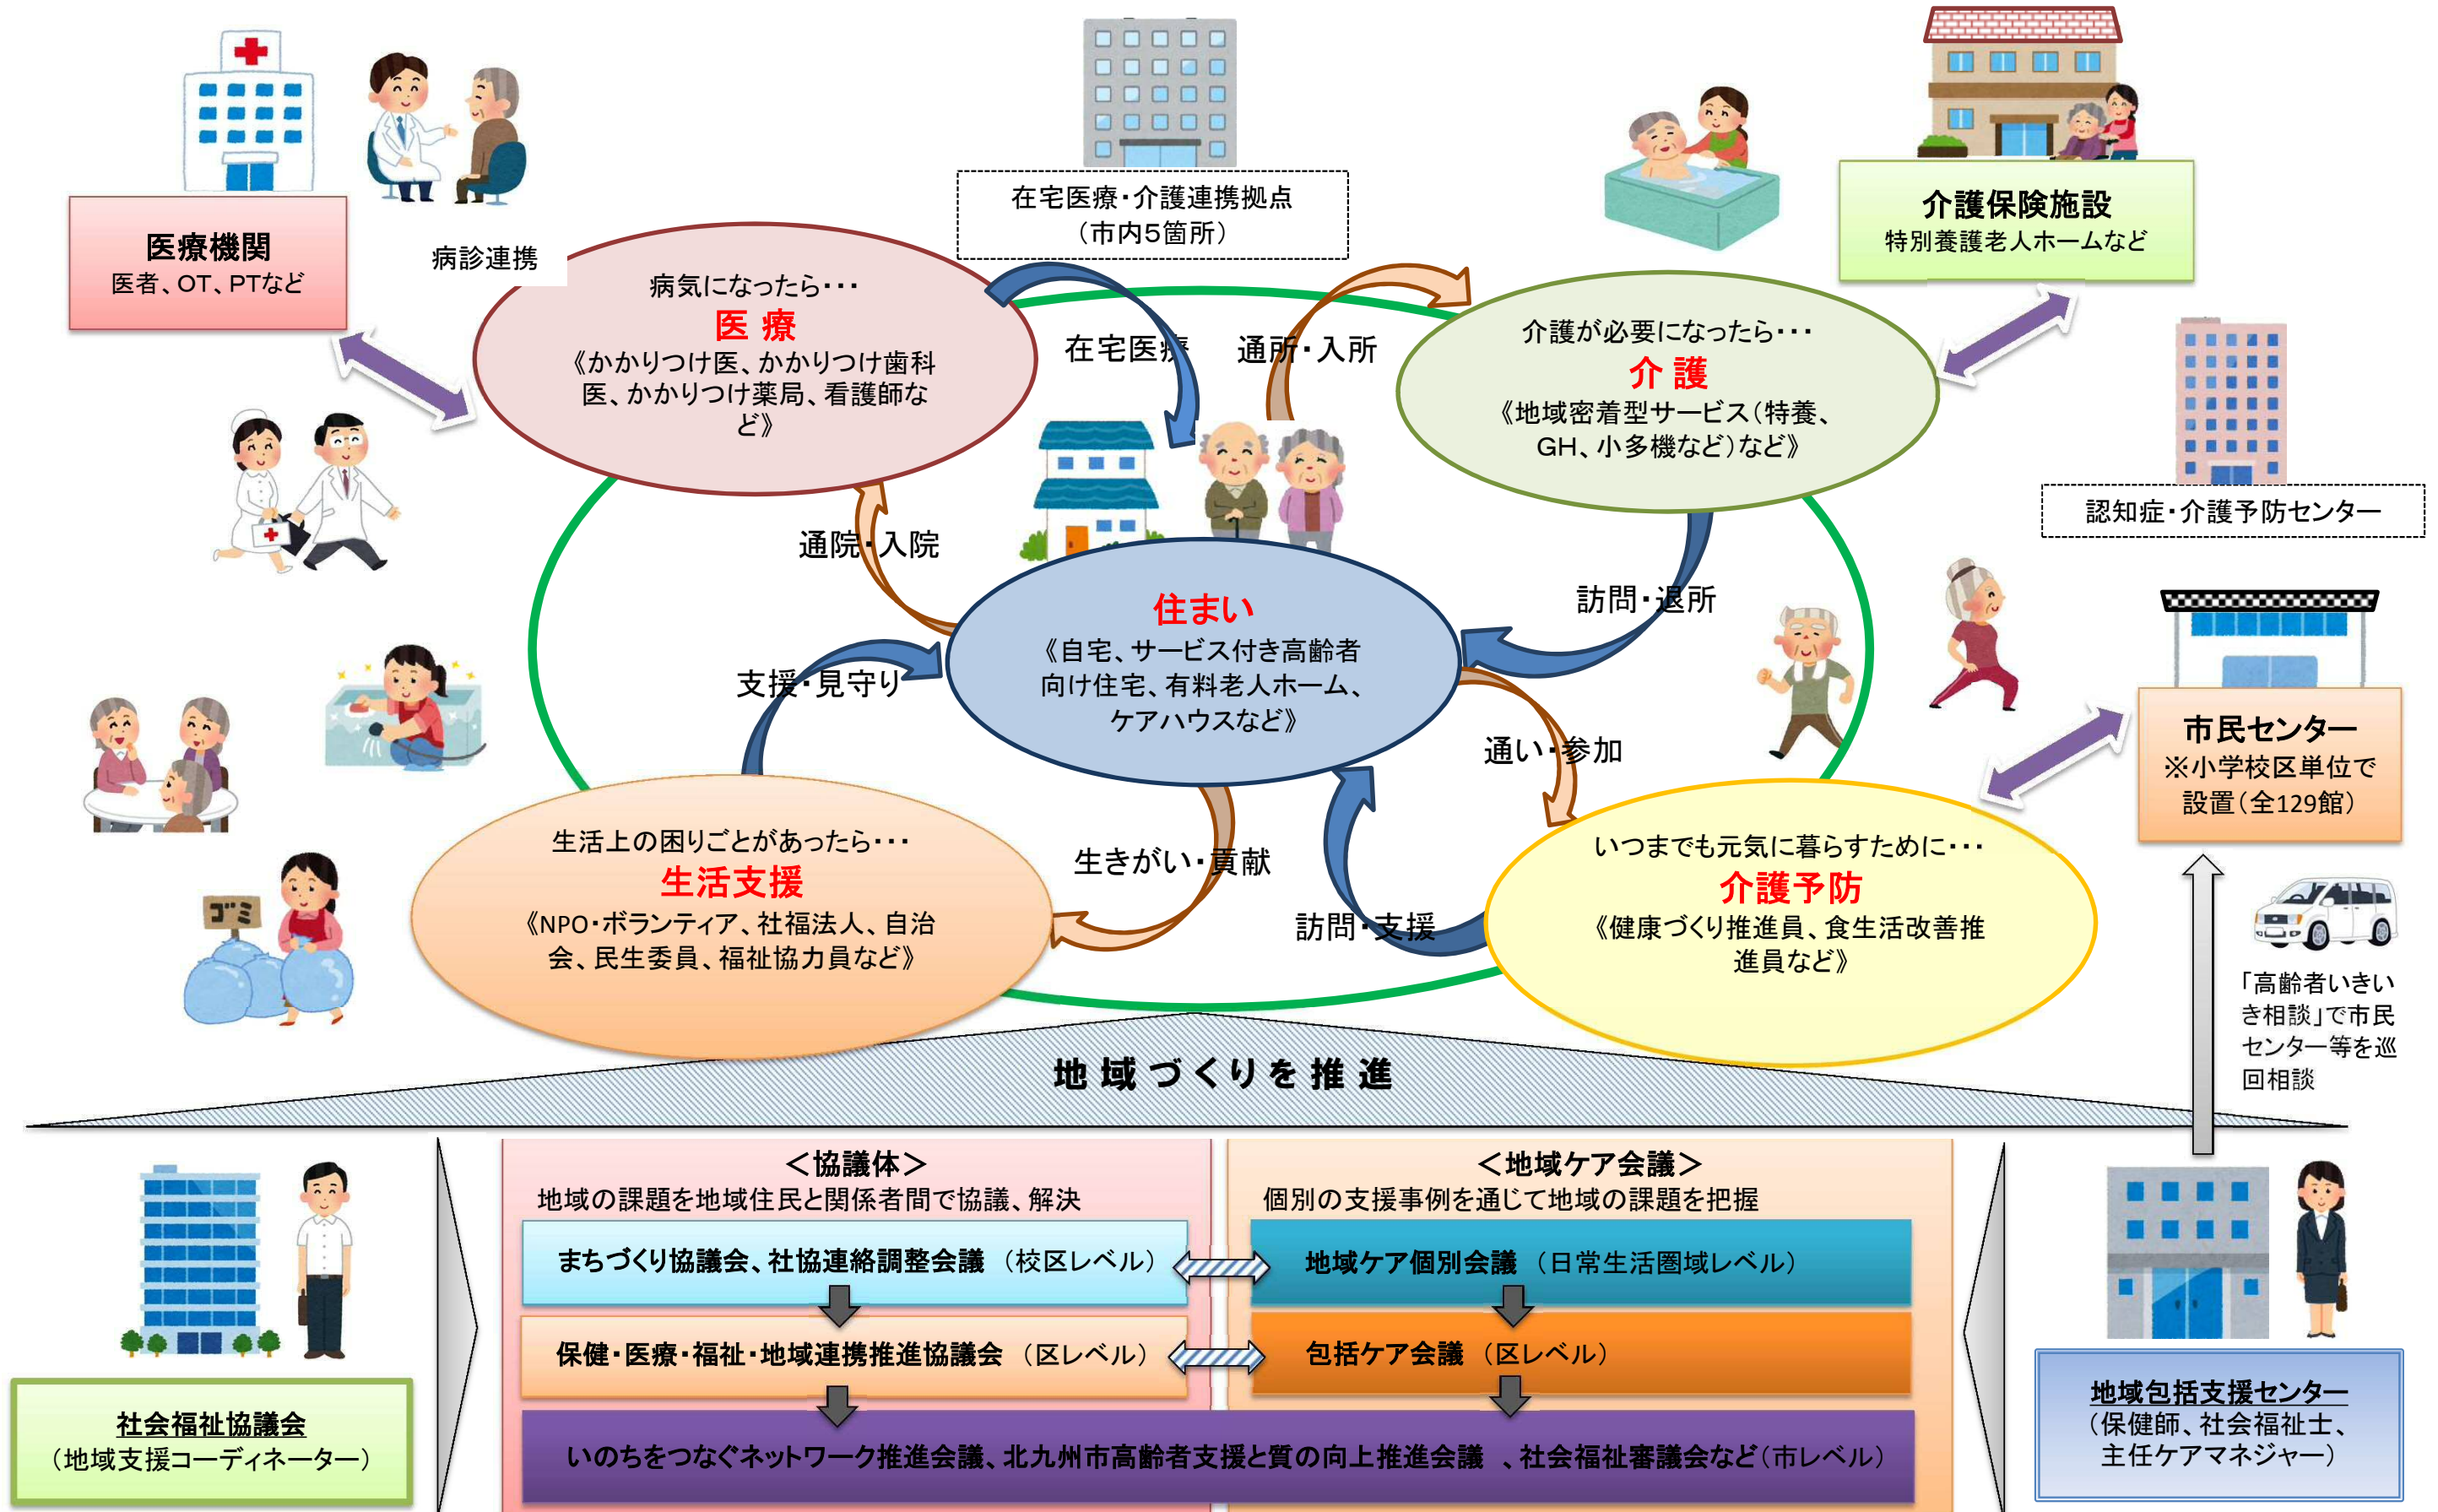 医療機関
医者、OT、PTなど
病診連携
在宅医療・介護連携拠点
（市内5箇所）
介護保険施設
特別養護老人ホームなど
病気になったら・・・
医 療
《かかりつけ医、かかりつけ歯科
医、かかりつけ薬局、看護師な
ど》
在宅医療
通所・入所
介護が必要になったら・・・
介 護
《地域密着型サービス（特養、
GH、小多機など）など》
認知症・介護予防センター
通院・入院
訪問・退所
住まい
《自宅、サービス付き高齢者
向け住宅、有料老人ホーム、
ケアハウスなど》
支援・見守り
通い・参加
市民センター
※小学校区単位で
設置（全129館）
生活上の困りごとがあったら・・・
生活支援
《NPO・ボランティア、社福法人、自治
会、民生委員、福祉協力員など》
生きがい・貢献
訪問・支援
いつまでも元気に暮らすために・・・
介護予防
《健康づくり推進員、食生活改善推
進員など》
ゴミ
「高齢者いきい
き相談」で市民
センター等を巡
回相談
地 域 づ く り を 推 進
＜協議体＞
地域の課題を地域住民と関係者間で協議、解決
まちづくり協議会、社協連絡調整会議 （校区レベル）
保健・医療・福祉・地域連携推進協議会 （区レベル）
＜地域ケア会議＞
個別の支援事例を通じて地域の課題を把握
地域ケア個別会議 （日常生活圏域レベル）
包括ケア会議 （区レベル）
いのちをつなぐネットワーク推進会議、北九州市高齢者支援と質の向上推進会議 、社会福祉審議会など（市レベル）
社会福祉協議会
（地域支援コーディネーター）
地域包括支援センター
（保健師、社会福祉士、
主任ケアマネジャー）